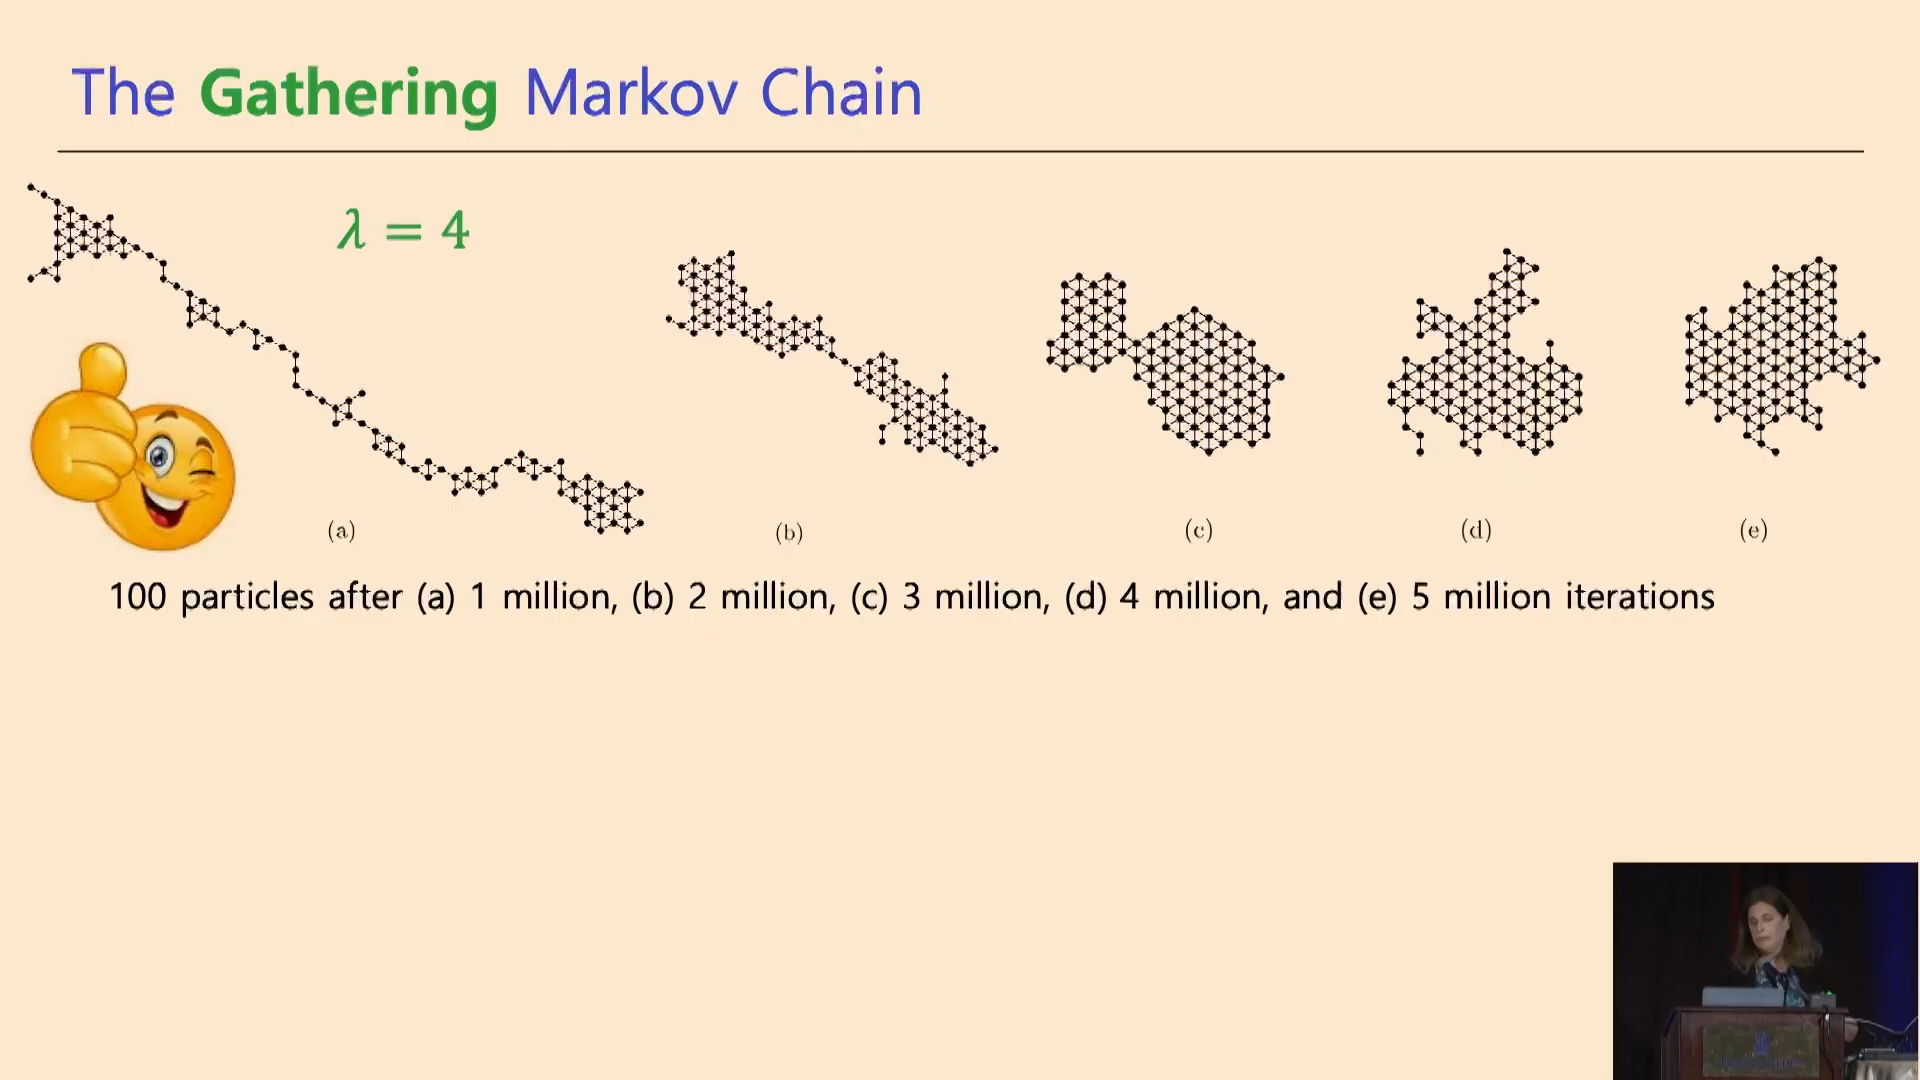 The Gathering Markov Chain
λ = 4
(a)
(b)
(c)
(d)
(e)
100 particles after (a) 1 million, (b) 2 million, (c) 3 million, (d) 4 million, and (e) 5 million iterations